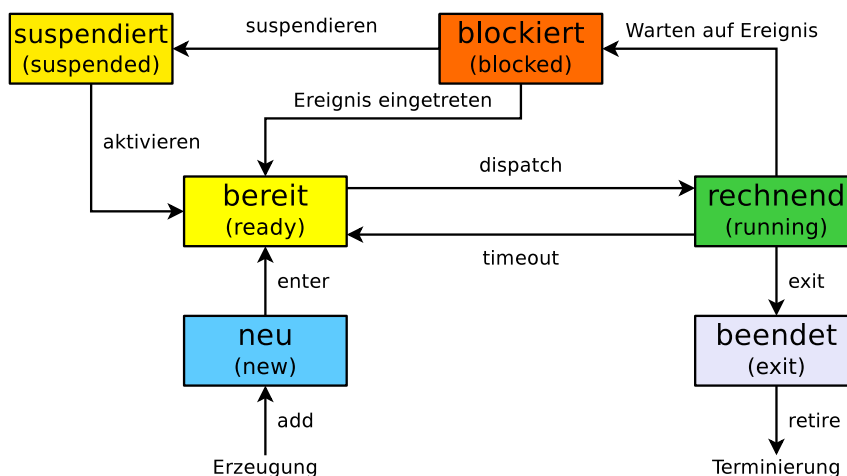 suspendiert
(suspended)
suspendieren
blockiert
(blocked)
Warten auf Ereignis
Ereignis eingetreten
aktivieren
bereit
(ready)
dispatch
timeout
rechnend
(running)
enter
exit
neu
(new)
beendet
(exit)
add
retire
Erzeugung
Terminierung